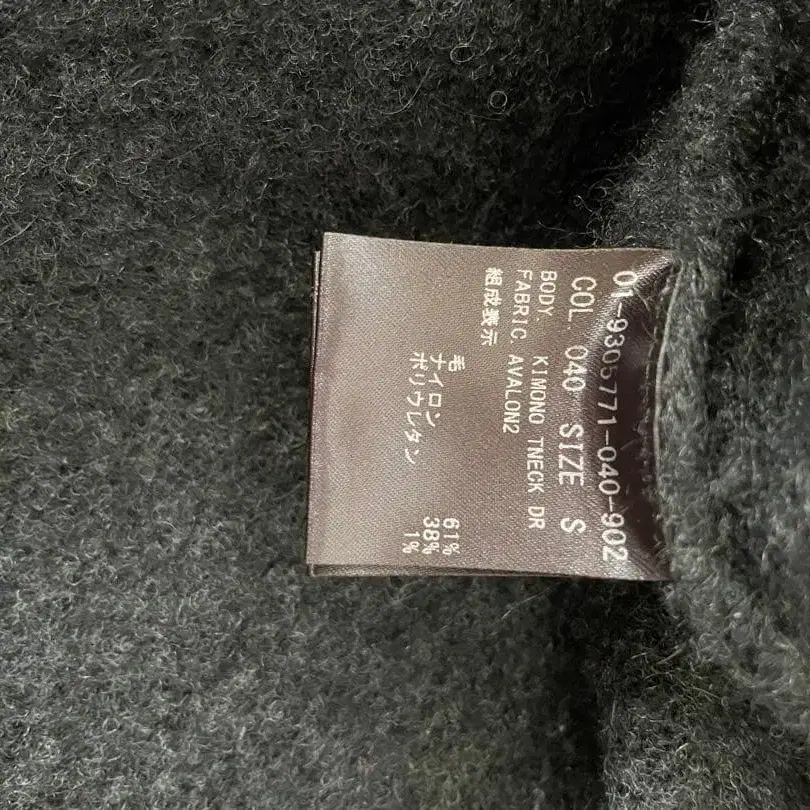 01-9305771-040-902
COL. 040 SIZE S
BODY. KIMONO TNECK DR
FABRIC AVALON2
組成表示
毛 61%
ナイロン 38%
ポリウレタン 1%